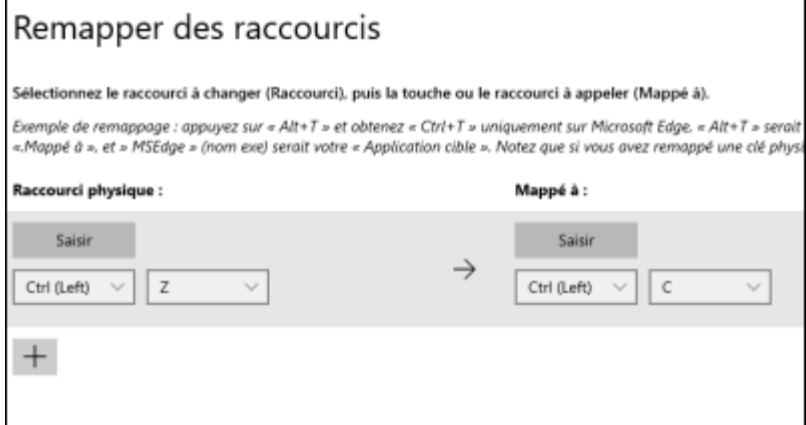 Remapper des raccourcis
Sélectionnez le raccourci à changer (Raccourci), puis la touche ou le raccourci à appeler (Mappé à).
Exemple de remappage : appuyez sur « Alt+T » et obtenez « Ctrl+T » uniquement sur Microsoft Edge. « Alt+T » serait
«.Mappé à », et » MSEdge » (nom exe) serait votre « Application cible ». Notez que si vous avez remappé une clé physi
Raccourci physique : Mappé à :
Saisir Saisir
Ctrl (Left) Z Ctrl (Left) C